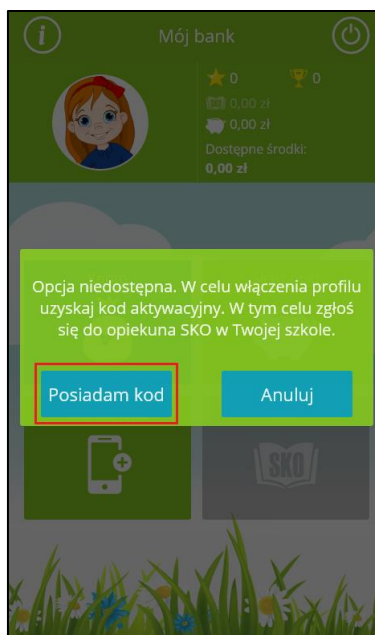 Mój bank
0 0
0,00 zł
0,00 zł
Dostępne środki:
0,00 zł
Opcja niedostępna. W celu włączenia profilu
uzyskaj kod aktywacyjny. W tym celu zgłoś
się do opiekuna SKO w Twojej szkole.
Posiadam kod Anuluj
SKO